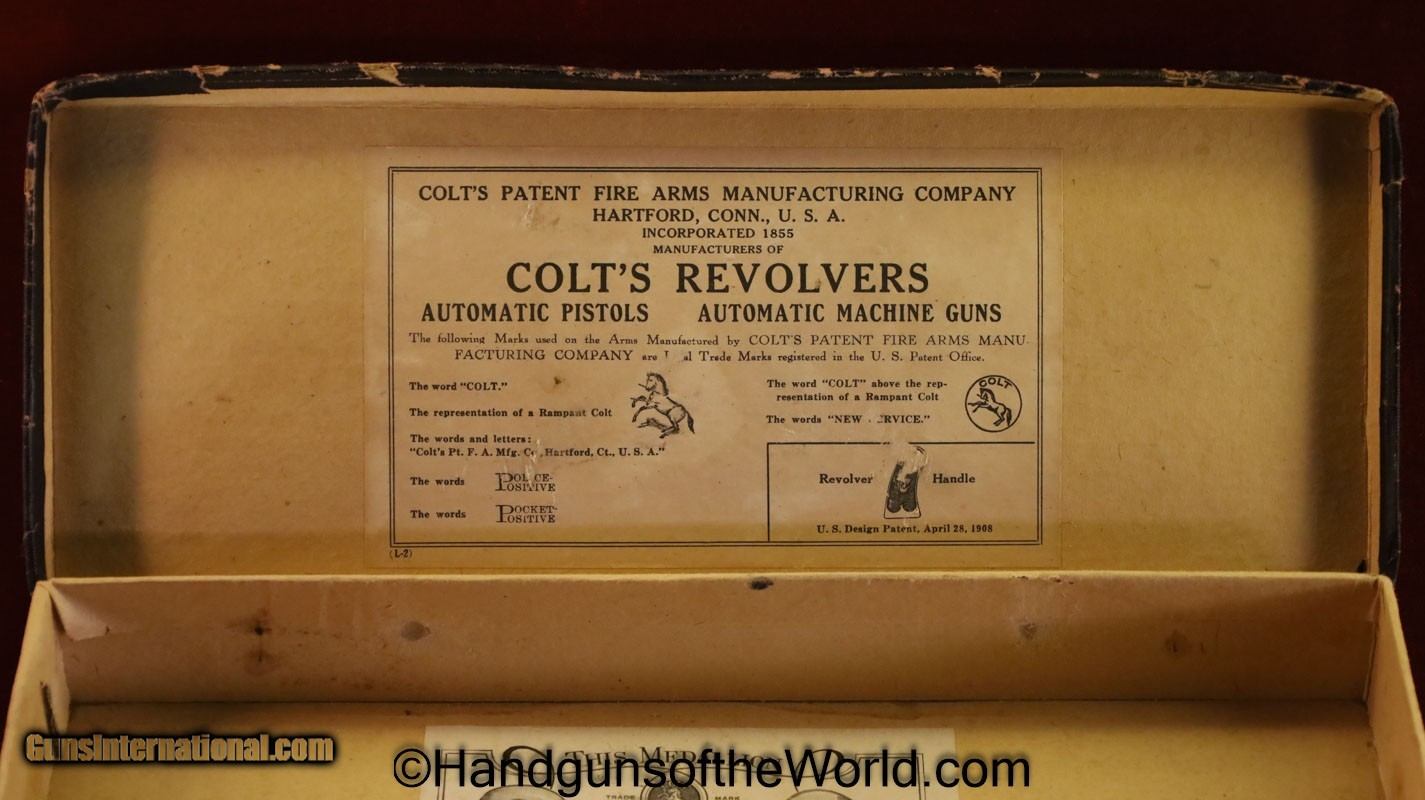 COLT'S PATENT FIRE ARMS MANUFACTURING COMPANY
HARTFORD, CONN., U. S. A.
INCORPORATED 1855
MANUFACTURERS OF
COLT'S REVOLVERS
AUTOMATIC PISTOLS AUTOMATIC MACHINE GUNS
The following Marks used on the Arms Manufactured by COLT'S PATENT FIRE ARMS MANU-
FACTURING COMPANY are Trade Marks registered in the U. S. Patent Office.
The word "COLT."
The representation of a Rampant Colt
The words and letters:
"Colt's Pt. F. A. Mfg. Hartford, Ct., U. S. A."
The words POLICE-
POSITIVE
The words POCKET-
POSITIVE
The word "COLT" above the rep-
resentation of a Rampant Colt
COLT
The words "NEW
Revolver Handle
U. S. Design Patent, April 28, 1908
(L-2)
THIS
TRADE MARK
GunsInternational.com
©HandgunsoftheWorld.com